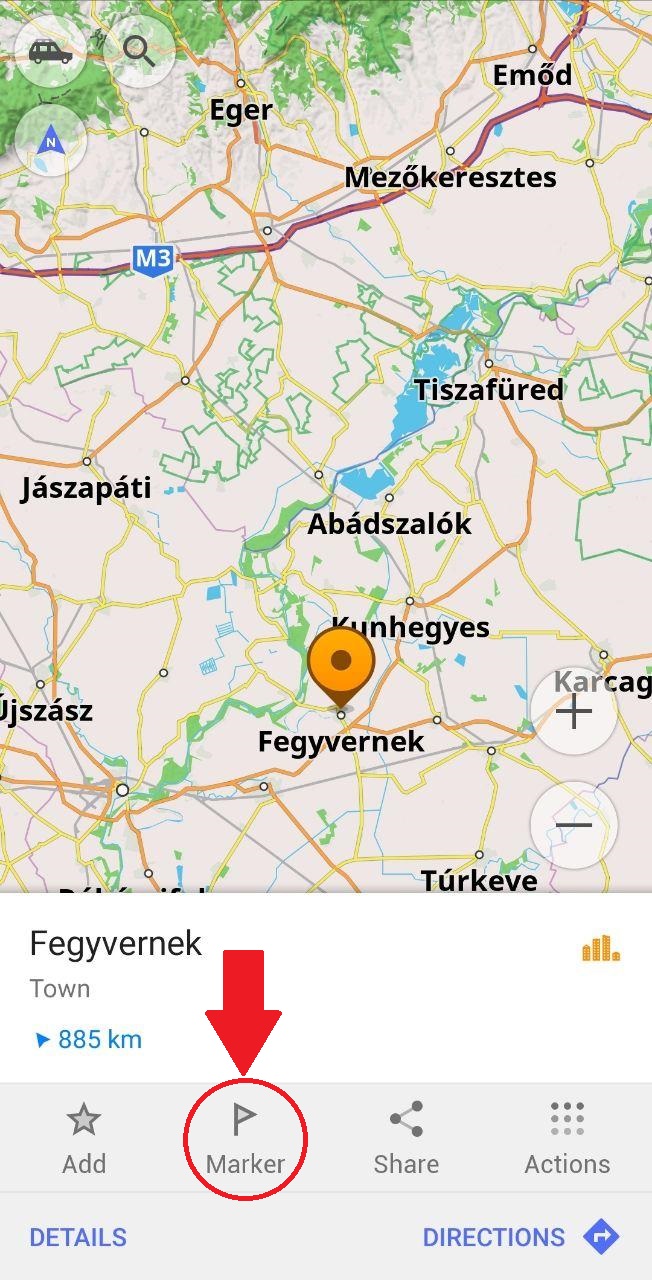 Emőd
Eger
N
Mezőkeresztes
M3
Tiszafüred
Jászapáti
Abádszalók
Kunhegyes
Karcag
Újszász
Fegyvernek
Túrkeve
Fegyvernek
Town
885 km
Add
Marker
Share
Actions
DETAILS
DIRECTIONS